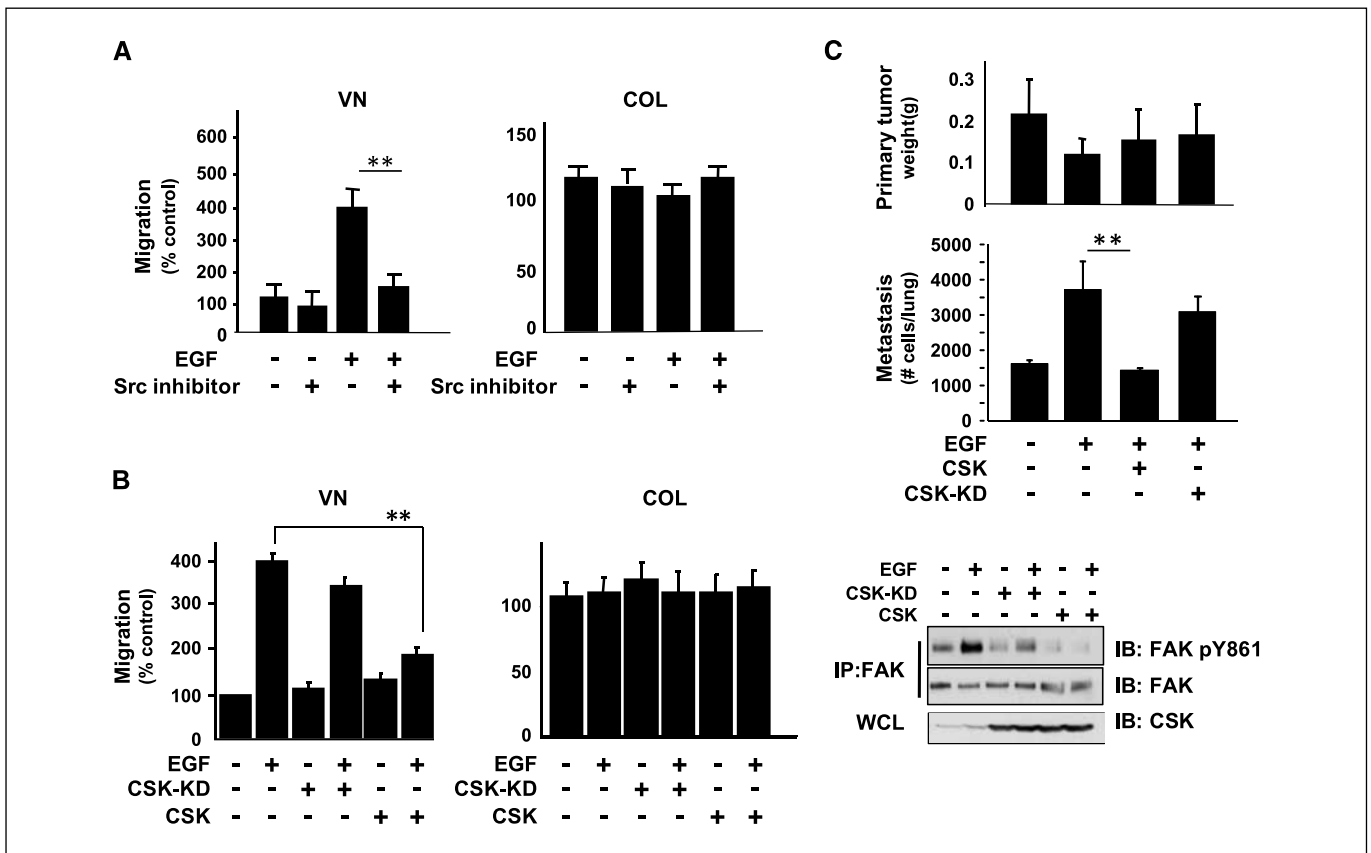 A
VN
COL
Migration
(% control)
600
500
400
300
200
100
0
**
150
100
50
0
EGF - - + + EGF - - + +
Src inhibitor - + - + Src inhibitor - + - +
B
VN
COL
Migration
(% control)
400
300
200
100
0
**
100
50
0
EGF - + - + - + EGF - + - + - +
CSK-KD - - + + - - CSK-KD - - + + - -
CSK - - - - + + CSK - - - - + +
C
Primary tumor
weight(g)
0.3
0.2
0.1
0
Metastasis
(# cells/lung)
5000
4000
3000
2000
1000
0
**
EGF - + + +
CSK - - + -
CSK-KD - - - +
EGF - + - + - +
CSK-KD - - + + - -
CSK - - - - + +
IP:FAK
IB: FAK pY861
IB: FAK
WCL
IB: CSK